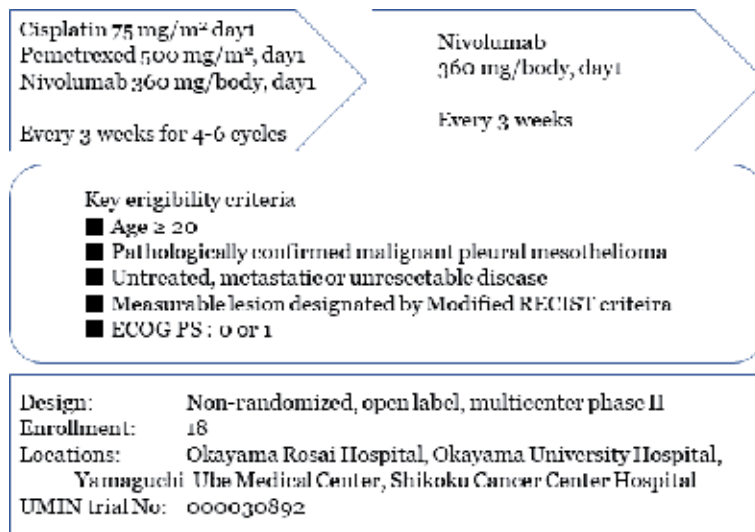 Cisplatin 75 mg/m² day1
Pemetrexed 500 mg/m², day1
Nivolumab 360 mg/body, day1
Every 3 weeks for 4-6 cycles
Nivolumab
360 mg/body, day1
Every 3 weeks
Key erigibility criteria
■ Age ≥ 20
■ Pathologically confirmed malignant pleural mesothelioma
■ Untreated, metastatic or unresectable disease
■ Measurable lesion designated by Modified RECIST criteira
■ ECOG PS : 0 or 1
Design: Non-randomized, open label, multicenter phase II
Enrollment: 18
Locations: Okayama Rosai Hospital, Okayama University Hospital,
Yamaguchi Ube Medical Center, Shikoku Cancer Center Hospital
UMIN trial No: 000030892